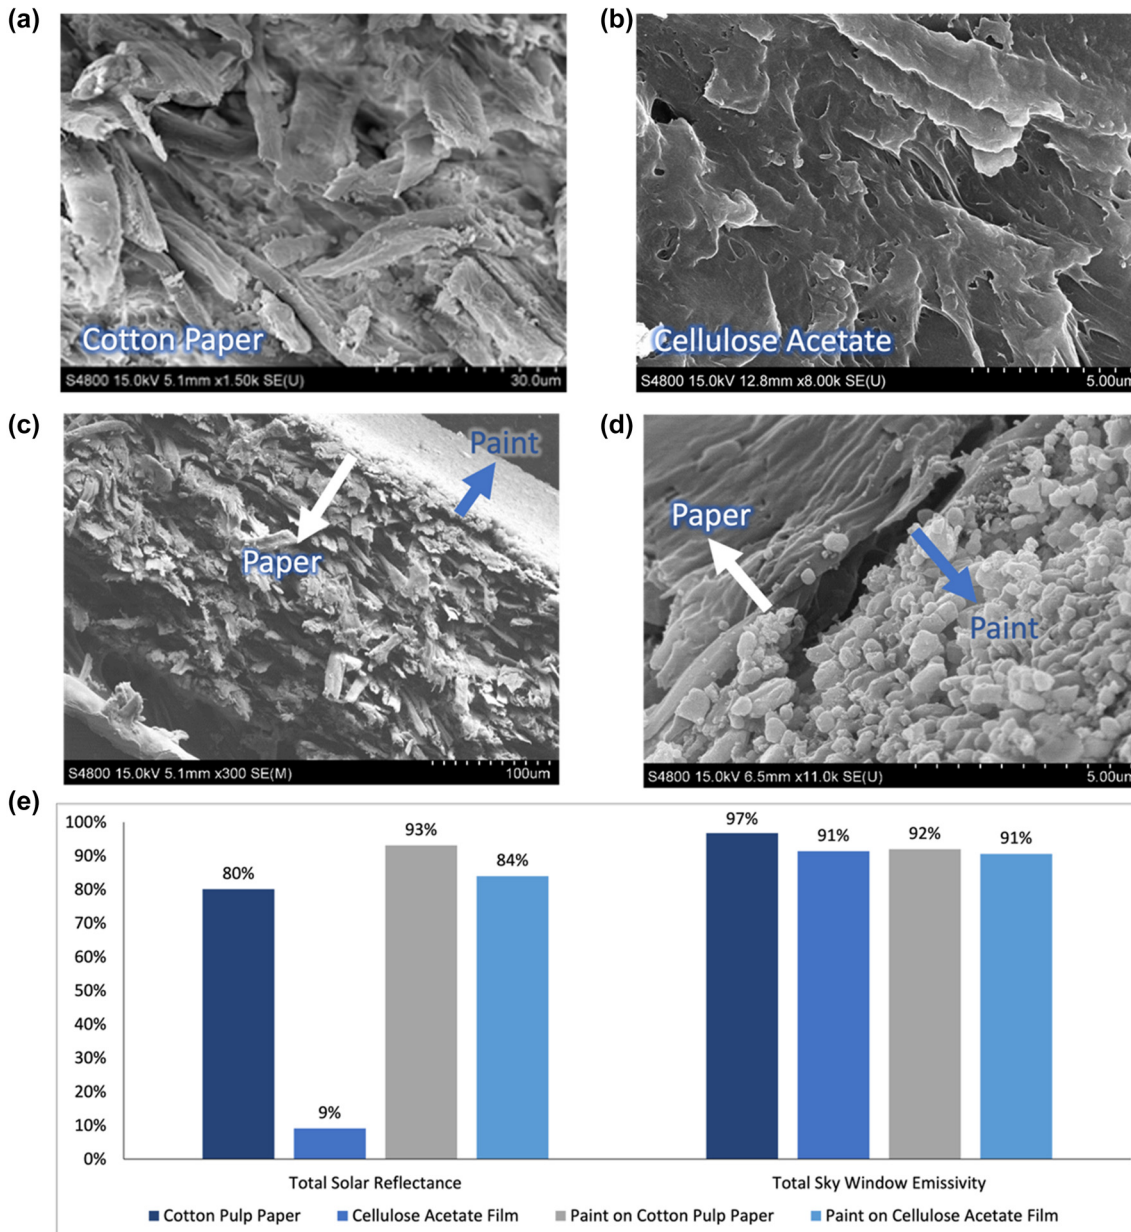 (a)
Cotton Paper
S4800 15.0kV 5.1mm x1.50k SE(U) 30.0um
(b)
Cellulose Acetate
S4800 15.0kV 12.8mm x8.00k SE(U) 5.00um
(c)
Paint
Paper
S4800 15.0kV 5.1mm x300 SE(M) 100um
(d)
Paper
Paint
S4800 15.0kV 6.5mm x11.0k SE(U) 5.00um
(e)
100%
90%
80%
70%
60%
50%
40%
30%
20%
10%
0%
80%
9%
93%
84%
97%
91%
92%
91%
Total Solar Reflectance
Total Sky Window Emissivity
Cotton Pulp Paper
Cellulose Acetate Film
Paint on Cotton Pulp Paper
Paint on Cellulose Acetate Film